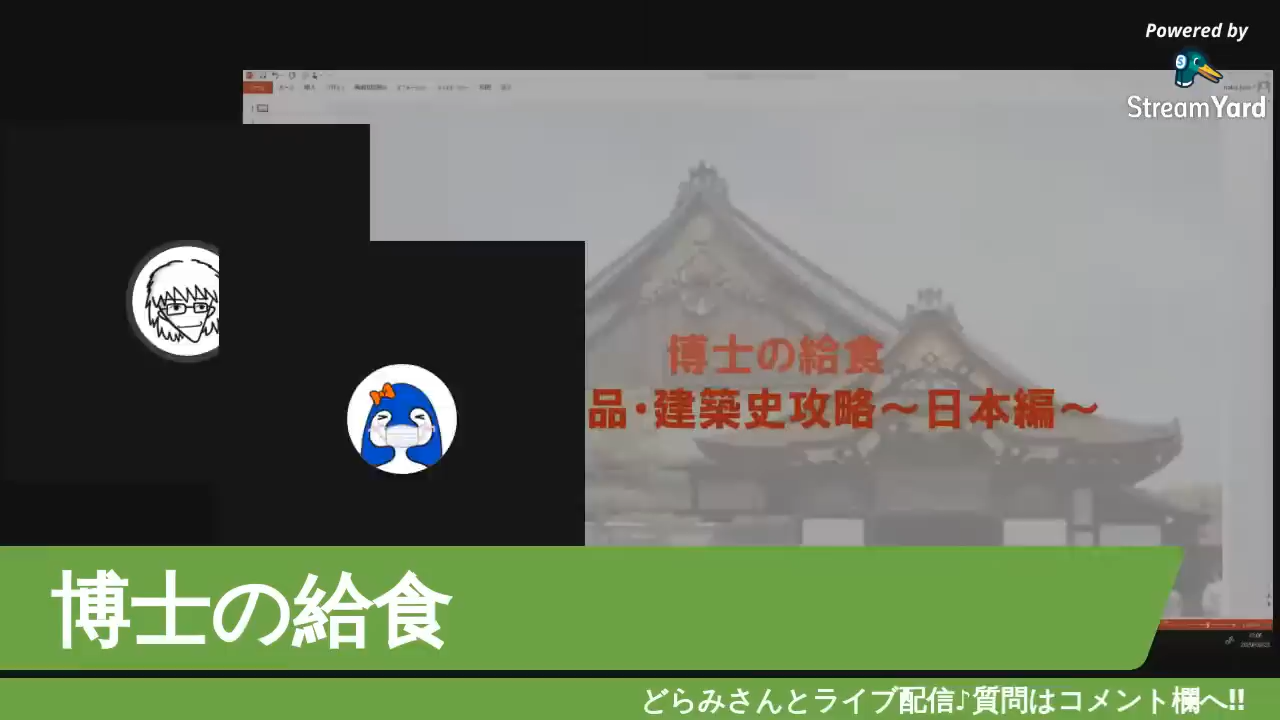 Powered by
StreamYard
博士の給食
品・建築史攻略～日本編～
博士の給食
どらみさんとライブ配信♪質問はコメント欄へ!!